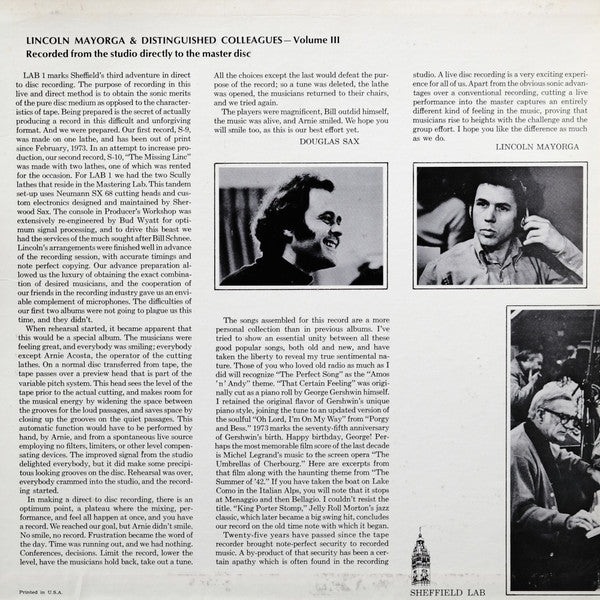 LINCOLN MAYORGA & DISTINGUISHED COLLEAGUES—Volume III
Recorded from the studio directly to the master disc
LAB 1 marks Sheffield's third adventure in direct
to disc recording. The purpose of recording in this
live and direct method is to obtain the sonic merits
of the pure disc medium as opposed to the character-
istics of tape. Being prepared is the secret of actually
producing a record in this difficult and unforgiving
format. And we were prepared. Our first record, S-9,
was made on one lathe, and has been out of print
since February, 1973. In an attempt to increase pro-
duction, our second record, S-10, "The Missing Linc"
was made with two lathes, one of which was rented
for the occasion. For LAB 1 we had the two Scully
lathes that reside in the Mastering Lab. This tandem
set-up uses Neumann SX 68 cutting heads and cus-
tom electronics designed and maintained by Sher-
wood Sax. The console in Producer's Workshop was
extensively re-engineered by Bud Wyatt for opti-
mum signal processing, and to drive this beast we
had the services of the much sought after Bill Schnee.
Lincoln's arrangements were finished well in advance
of the recording session, with accurate timings and
note perfect copying. Our advance preparation al-
lowed us the luxury of obtaining the exact combina-
tion of desired musicians, and the cooperation of
our friends in the recording industry gave us an envi-
able complement of microphones. The difficulties of
our first two albums were not going to plague us this
time, and they didn't.
When rehearsal started, it became apparent that
this would be a special album. The musicians were
feeling great, and everybody was smiling; everybody
except Arnie Acosta, the operator of the cutting
lathes. On a normal disc transferred from tape, the
tape passes over a preview head that is part of the
variable pitch system. This head sees the level of the
tape prior to the actual cutting, and makes room for
the musical energy by widening the space between
the grooves for the loud passages, and saves space by
closing up the grooves on the quiet passages. This
automatic function would have to be performed by
hand, by Arnie, and from a spontaneous live source
employing no filters, limiters, or other level compen-
sating devices. The improved signal from the studio
delighted everybody, but it did make some precipi-
tous looking grooves on the disc. Rehearsal was over,
everybody crammed into the studio, and the record-
ing started.
In making a direct to disc recording, there is an
optimum point, a plateau where the mixing, per-
formance, and feel all happen at once, and you have
a record. We reached our goal, but Arnie didn't smile.
No smile, no record. Frustration became the word of
the day. Time was running out, and we had nothing.
Conferences, decisions. Limit the record, lower the
level, have the musicians hold back, take out a tune.
All the choices except the last would defeat the pur-
pose of the record; so a tune was deleted, the lathe
was opened, the musicians returned to their chairs,
and we tried again.
The players were magnificent, Bill outdid himself,
the music was alive, and Arnie smiled. We hope you
will smile too, as this is our best effort yet.
DOUGLAS SAX
The songs assembled for this record are a more
personal collection than in previous albums. I've
tried to show an essential unity between all these
good popular songs, both old and new, and have
taken the liberty to reveal my true sentimental na-
ture. Those of you who loved old radio as much as I
did will recognize "The Perfect Song" as the "Amos
'n' Andy" theme. "That Certain Feeling" was origi-
nally cut as a piano roll by George Gershwin himself.
I retained the original flavor of Gershwin's unique
piano style, joining the tune to an updated version of
the soulful "Oh Lord, I'm On My Way" from "Porgy
and Bess." 1973 marks the seventy-fifth anniversary
of Gershwin's birth. Happy birthday, George! Per-
haps the most memorable film score of the last decade
is Michel Legrand's music to the screen opera "The
Umbrellas of Cherbourg." Here are excerpts from
that film along with the haunting theme from "The
Summer of '42." If you have taken the boat on Lake
Como in the Italian Alps, you will note that it stops
at Menaggio and then Bellagio. I couldn't resist the
title. "King Porter Stomp," Jelly Roll Morton's jazz
classic, which later became a big swing hit, concludes
our record on the old time note with which it began.
Twenty-five years have passed since the tape
recorder brought note-perfect security to recorded
music. A by-product of that security has been a cer-
tain apathy which is often found in the recording
studio. A live disc recording is a very exciting experi-
ence for all of us. Apart from the obvious sonic advan-
tages over a conventional recording, cutting a live
performance into the master captures an entirely
different kind of feeling in the music, proving that
musicians rise to heights with the challenge and the
group effort. I hope you like the difference as much
as we do.
LINCOLN MAYORGA
SHEFFIELD LAB
Printed in U.S.A.